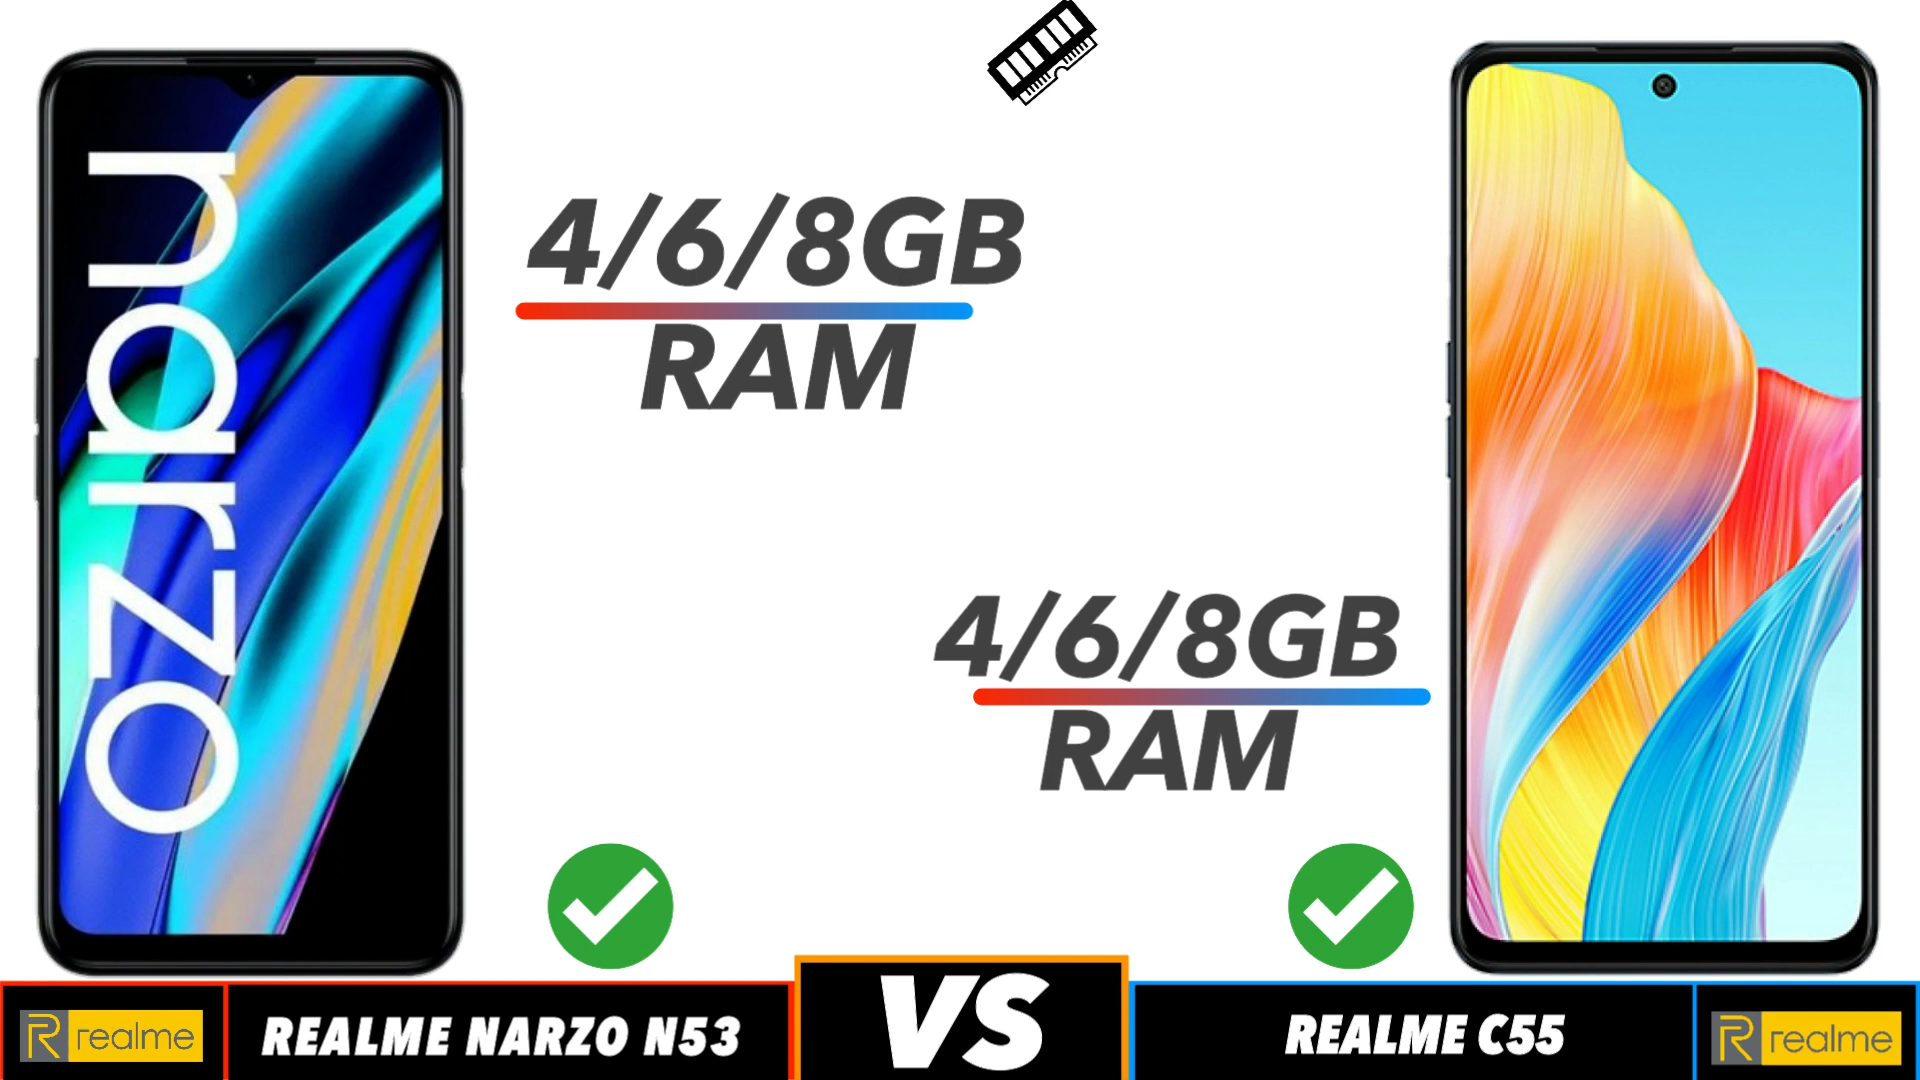 narzo
4/6/8GB
RAM
4/6/8GB
RAM
realme
REALME NARZO N53
VS
REALME C55
realme